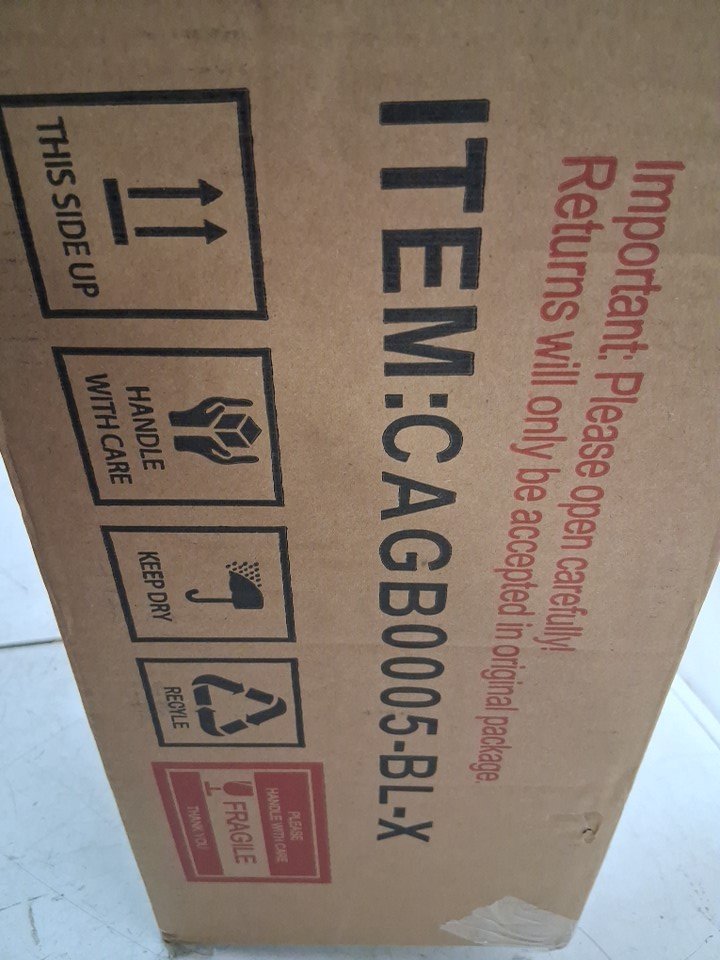 Important: Please open carefully!
Returns will only be accepted in original package.
ITEM:CAGB0005-BL-X
THIS SIDE UP
HANDLE
WITH CARE
KEEP DRY
RECYLE
PLEASE
HANDLE WITH CARE
FRAGILE
THANK YOU